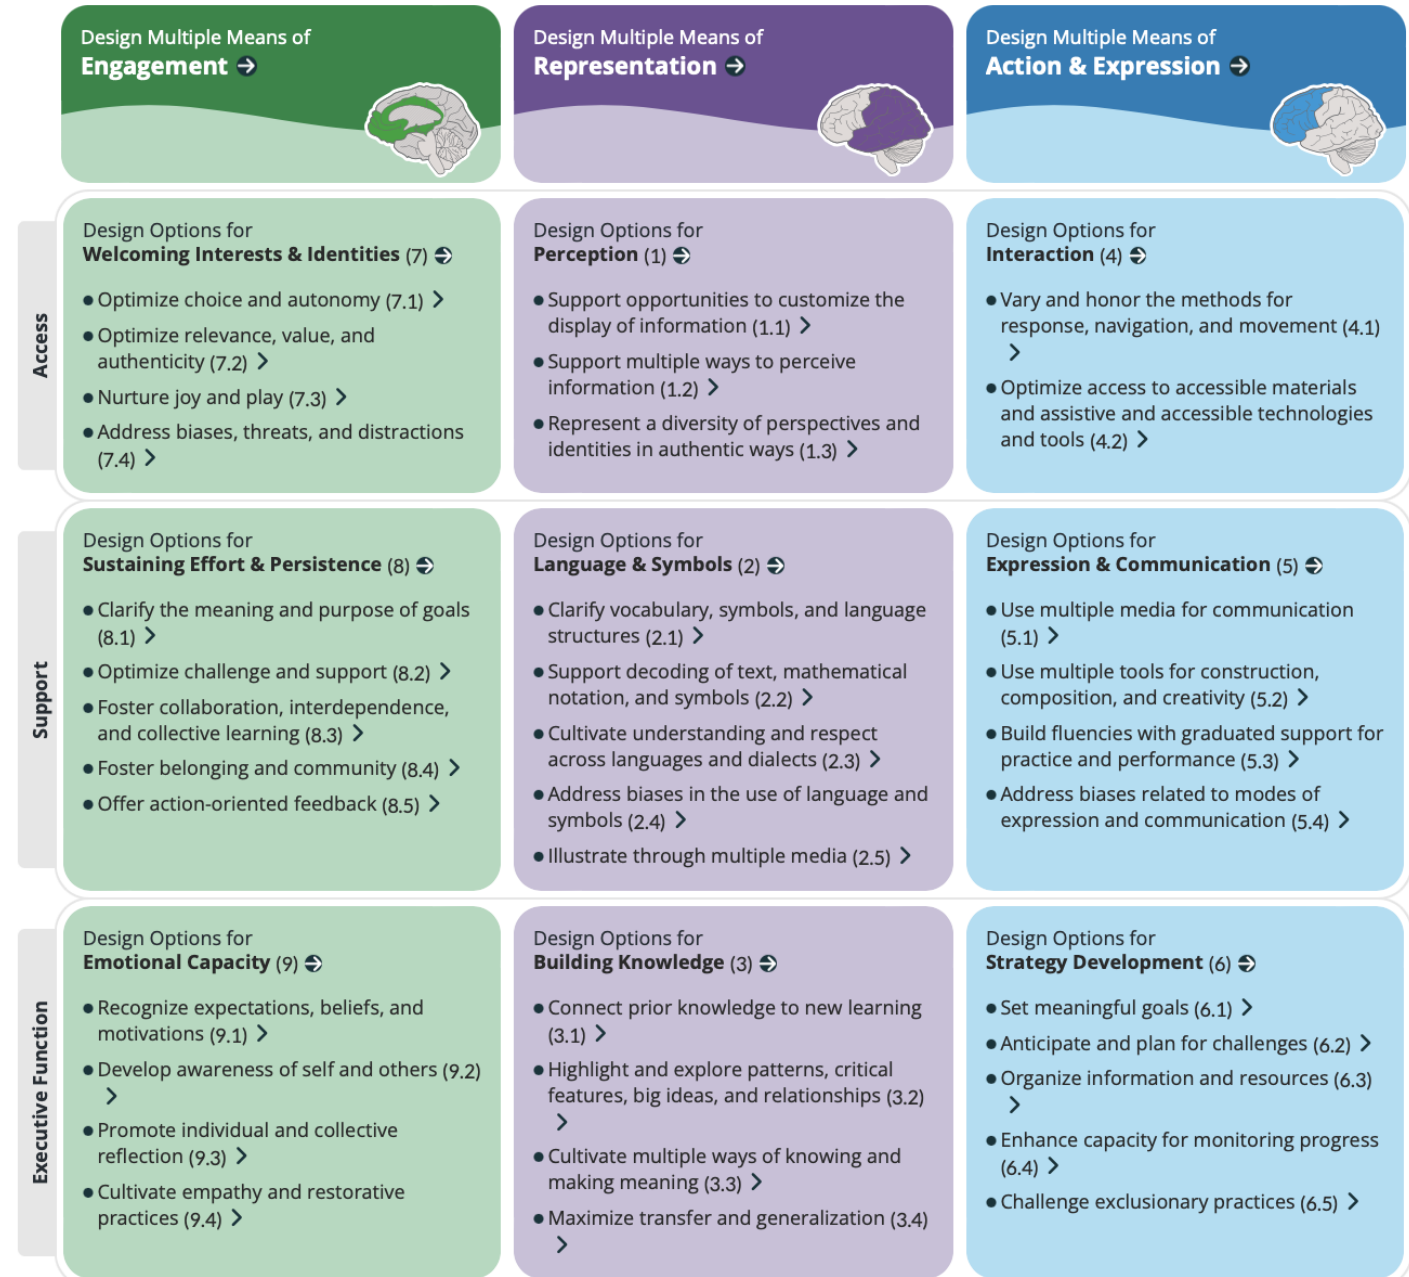 Design Multiple Means of
Engagement
Design Multiple Means of
Representation
Design Multiple Means of
Action & Expression
Access
Design Options for
Welcoming Interests & Identities (7)
• Optimize choice and autonomy (7.1)
• Optimize relevance, value, and
authenticity (7.2)
• Nurture joy and play (7.3)
• Address biases, threats, and distractions
(7.4)
Design Options for
Perception (1)
• Support opportunities to customize the
display of information (1.1)
• Support multiple ways to perceive
information (1.2)
• Represent a diversity of perspectives and
identities in authentic ways (1.3)
Design Options for
Interaction (4)
• Vary and honor the methods for
response, navigation, and movement (4.1)
• Optimize access to accessible materials
and assistive and accessible technologies
and tools (4.2)
Support
Design Options for
Sustaining Effort & Persistence (8)
• Clarify the meaning and purpose of goals
(8.1)
• Optimize challenge and support (8.2)
• Foster collaboration, interdependence,
and collective learning (8.3)
• Foster belonging and community (8.4)
• Offer action-oriented feedback (8.5)
Design Options for
Language & Symbols (2)
• Clarify vocabulary, symbols, and language
structures (2.1)
• Support decoding of text, mathematical
notation, and symbols (2.2)
• Cultivate understanding and respect
across languages and dialects (2.3)
• Address biases in the use of language and
symbols (2.4)
• Illustrate through multiple media (2.5)
Design Options for
Expression & Communication (5)
• Use multiple media for communication
(5.1)
• Use multiple tools for construction,
composition, and creativity (5.2)
• Build fluencies with graduated support for
practice and performance (5.3)
• Address biases related to modes of
expression and communication (5.4)
Executive Function
Design Options for
Emotional Capacity (9)
• Recognize expectations, beliefs, and
motivations (9.1)
• Develop awareness of self and others (9.2)
• Promote individual and collective
reflection (9.3)
• Cultivate empathy and restorative
practices (9.4)
Design Options for
Building Knowledge (3)
• Connect prior knowledge to new learning
(3.1)
• Highlight and explore patterns, critical
features, big ideas, and relationships (3.2)
• Cultivate multiple ways of knowing and
making meaning (3.3)
• Maximize transfer and generalization (3.4)
Design Options for
Strategy Development (6)
• Set meaningful goals (6.1)
• Anticipate and plan for challenges (6.2)
• Organize information and resources (6.3)
• Enhance capacity for monitoring progress
(6.4)
• Challenge exclusionary practices (6.5)